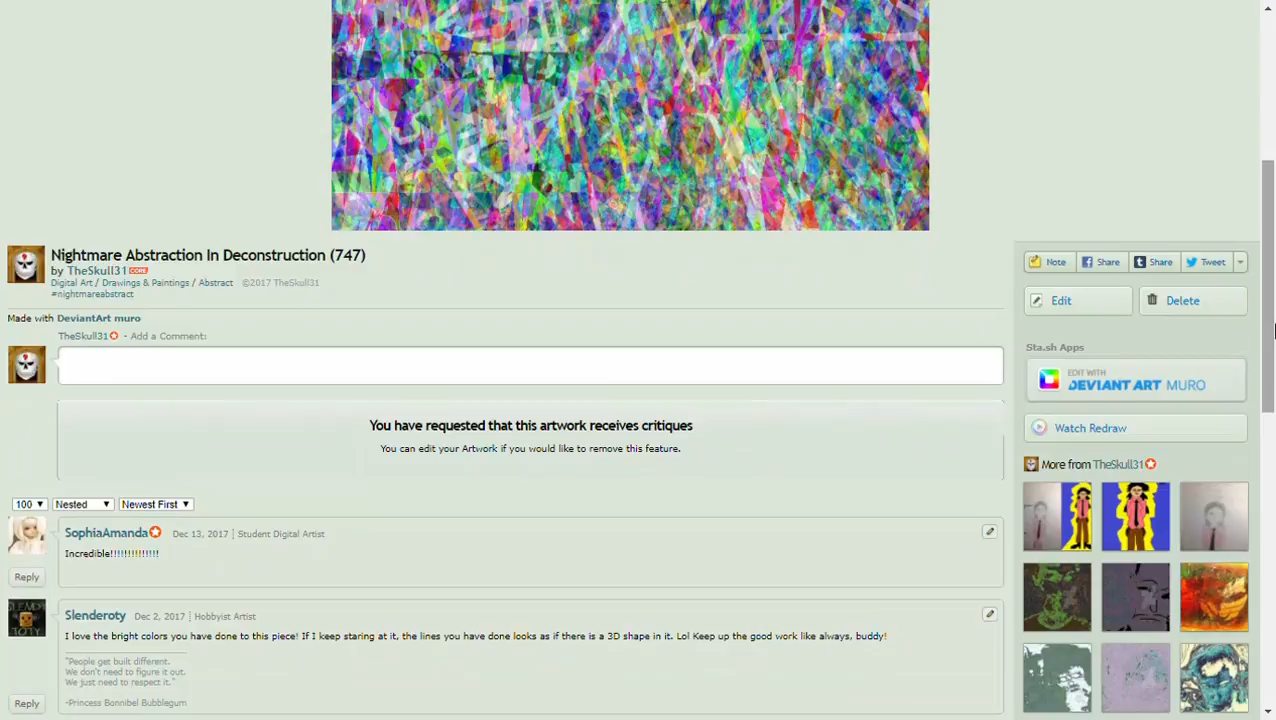 Nightmare Abstraction In Deconstruction (747)
by TheSkull31 CORE
Digital Art / Drawings & Paintings / Abstract ©2017 TheSkull31
#nightmareabstract
Note Share Share Tweet
Edit Delete
Made with DeviantArt muro
TheSkull31 - Add a Comment:
Sta.sh Apps
EDIT WITH
DEVIANT ART MURO
You have requested that this artwork receives critiques
You can edit your Artwork if you would like to remove this feature.
Watch Redraw
More from TheSkull31
100 Nested Newest First
SophiaAmanda Dec 13, 2017 Student Digital Artist
Incredible!!!!!!!!!!!!!!
Reply
SLENDER
TOTY
Slenderoty Dec 2, 2017 Hobbyist Artist
I love the bright colors you have done to this piece! If I keep staring at it, the lines you have done looks as if there is a 3D shape in it. Lol Keep up the good work like always, buddy!
"People get built different.
We don't need to figure it out.
We just need to respect it."
-Princess Bonnibel Bubblegum
Reply